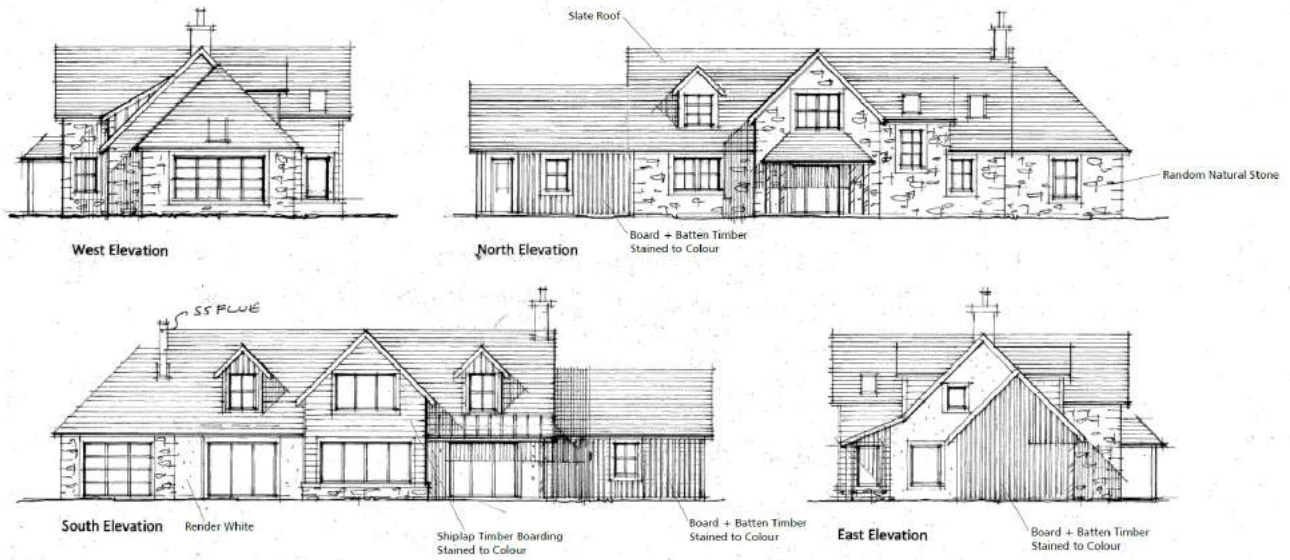 Slate Roof
Random Natural Stone
West Elevation
North Elevation
Board + Batten Timber
Stained to Colour
SS FLUE
South Elevation
Render White
Shiplap Timber Boarding
Stained to Colour
Board + Batten Timber
Stained to Colour
East Elevation
Board + Batten Timber
Stained to Colour